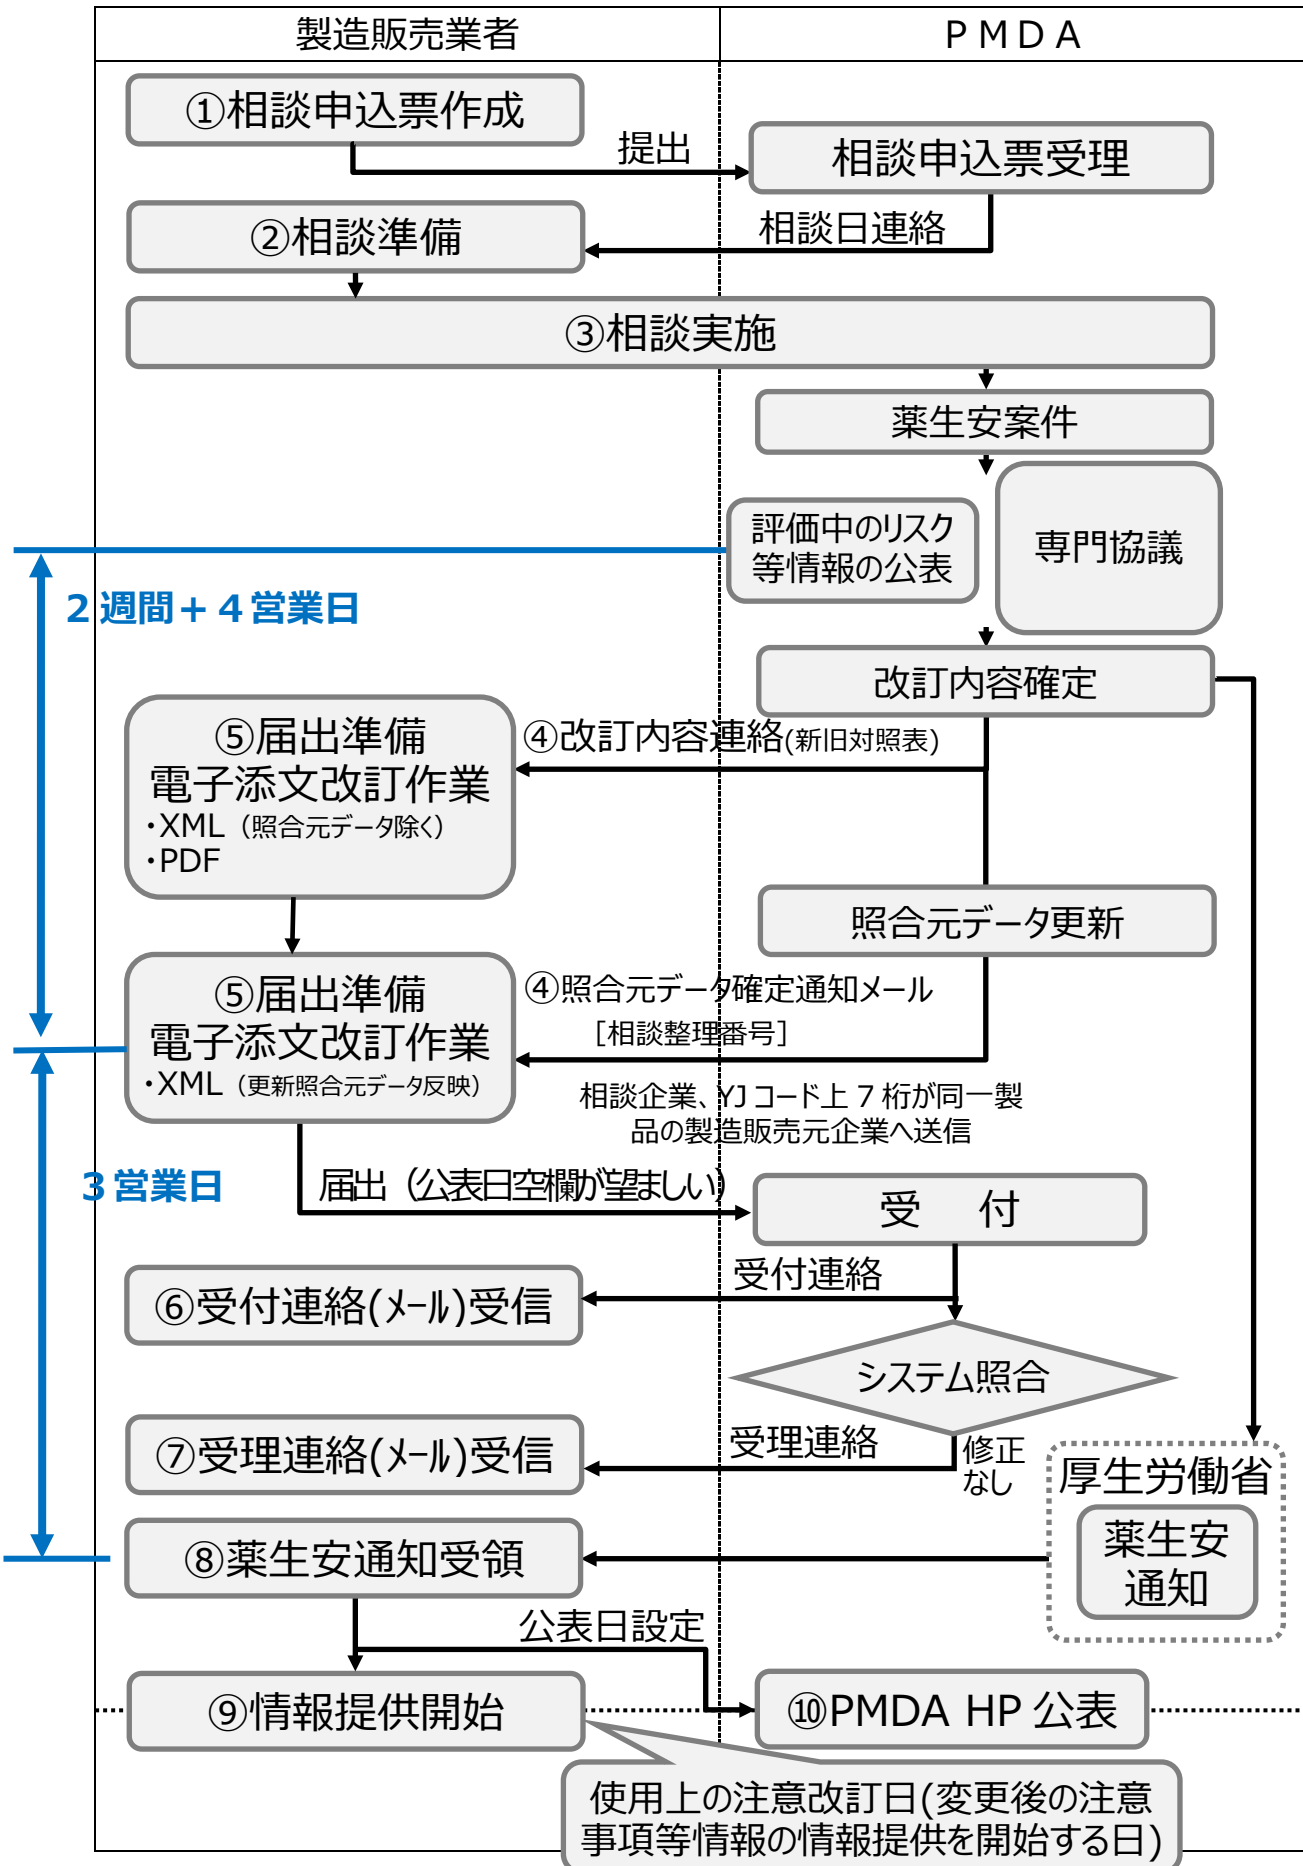 製造販売業者
ＰＭＤＡ
①相談申込票作成
提出
相談申込票受理
相談日連絡
②相談準備
③相談実施
薬生安案件
評価中のリスク
等情報の公表
専門協議
２週間＋４営業日
改訂内容確定
④改訂内容連絡(新旧対照表)
⑤届出準備
電子添文改訂作業
・XML（照合元データ除く）
・PDF
照合元データ更新
④照合元データ確定通知メール
［相談整理番号］
⑤届出準備
電子添文改訂作業
・XML（更新照合元データ反映）
相談企業、YJコード上７桁が同一製
品の製造販売元企業へ送信
３営業日
届出（公表日空欄が望ましい）
受　付
受付連絡
⑥受付連絡(ﾒｰﾙ)受信
システム照合
受理連絡
修正
なし
⑦受理連絡(ﾒｰﾙ)受信
厚生労働省
薬生安
通知
⑧薬生安通知受領
公表日設定
⑨情報提供開始
⑩PMDA HP 公表
使用上の注意改訂日(変更後の注意
事項等情報の情報提供を開始する日)